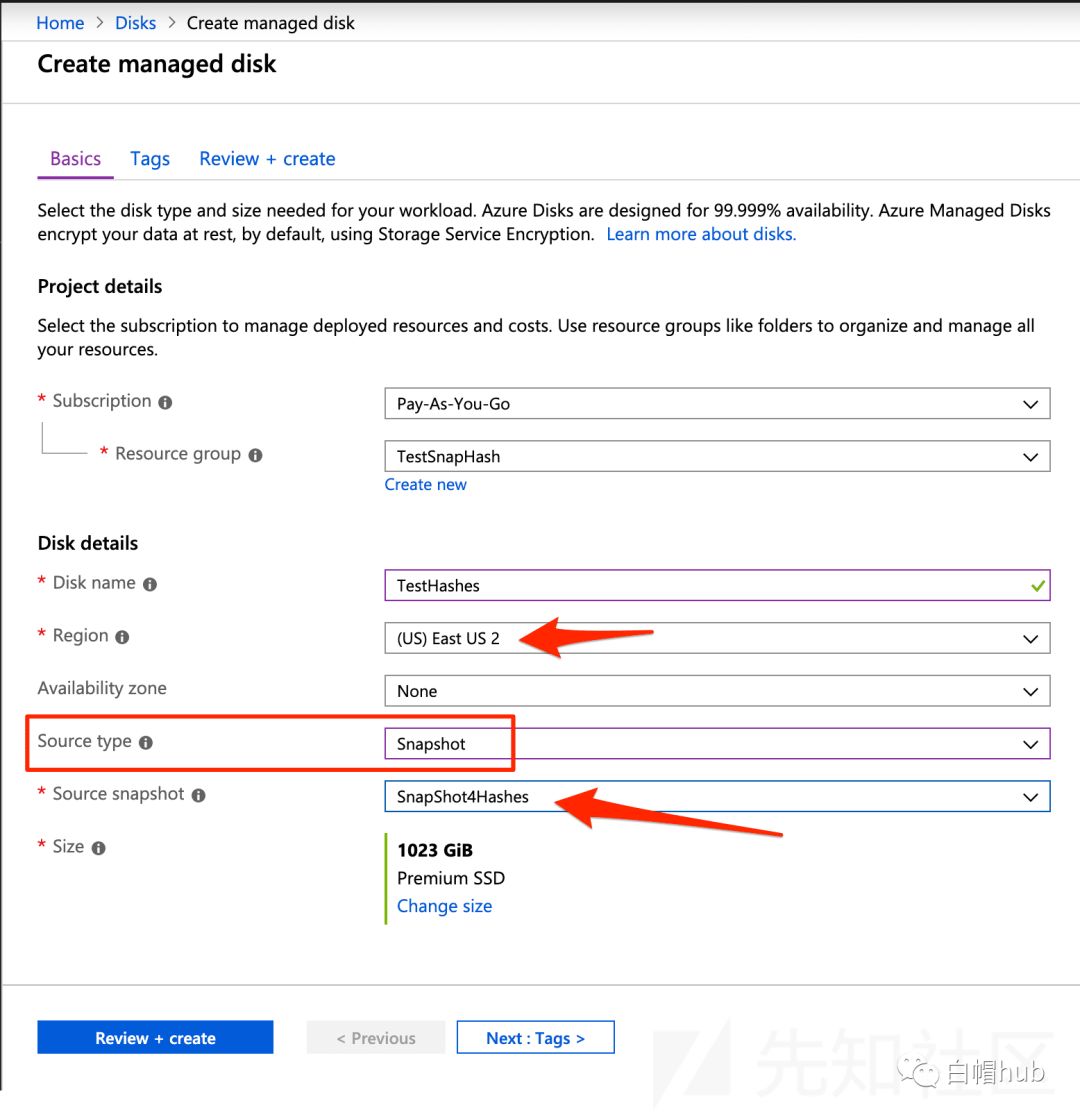 Home > Disks > Create managed disk
Create managed disk
Basics Tags Review + create
Select the disk type and size needed for your workload. Azure Disks are designed for 99.999% availability. Azure Managed Disks
encrypt your data at rest, by default, using Storage Service Encryption. Learn more about disks.
Project details
Select the subscription to manage deployed resources and costs. Use resource groups like folders to organize and manage all
your resources.
* Subscription Pay-As-You-Go
* Resource group TestSnapHash
Create new
Disk details
* Disk name TestHashes
* Region (US) East US 2
Availability zone None
Source type Snapshot
* Source snapshot SnapShot4Hashes
* Size 1023 GiB
Premium SSD
Change size
Review + create < Previous Next : Tags >
先知社区
白帽hub